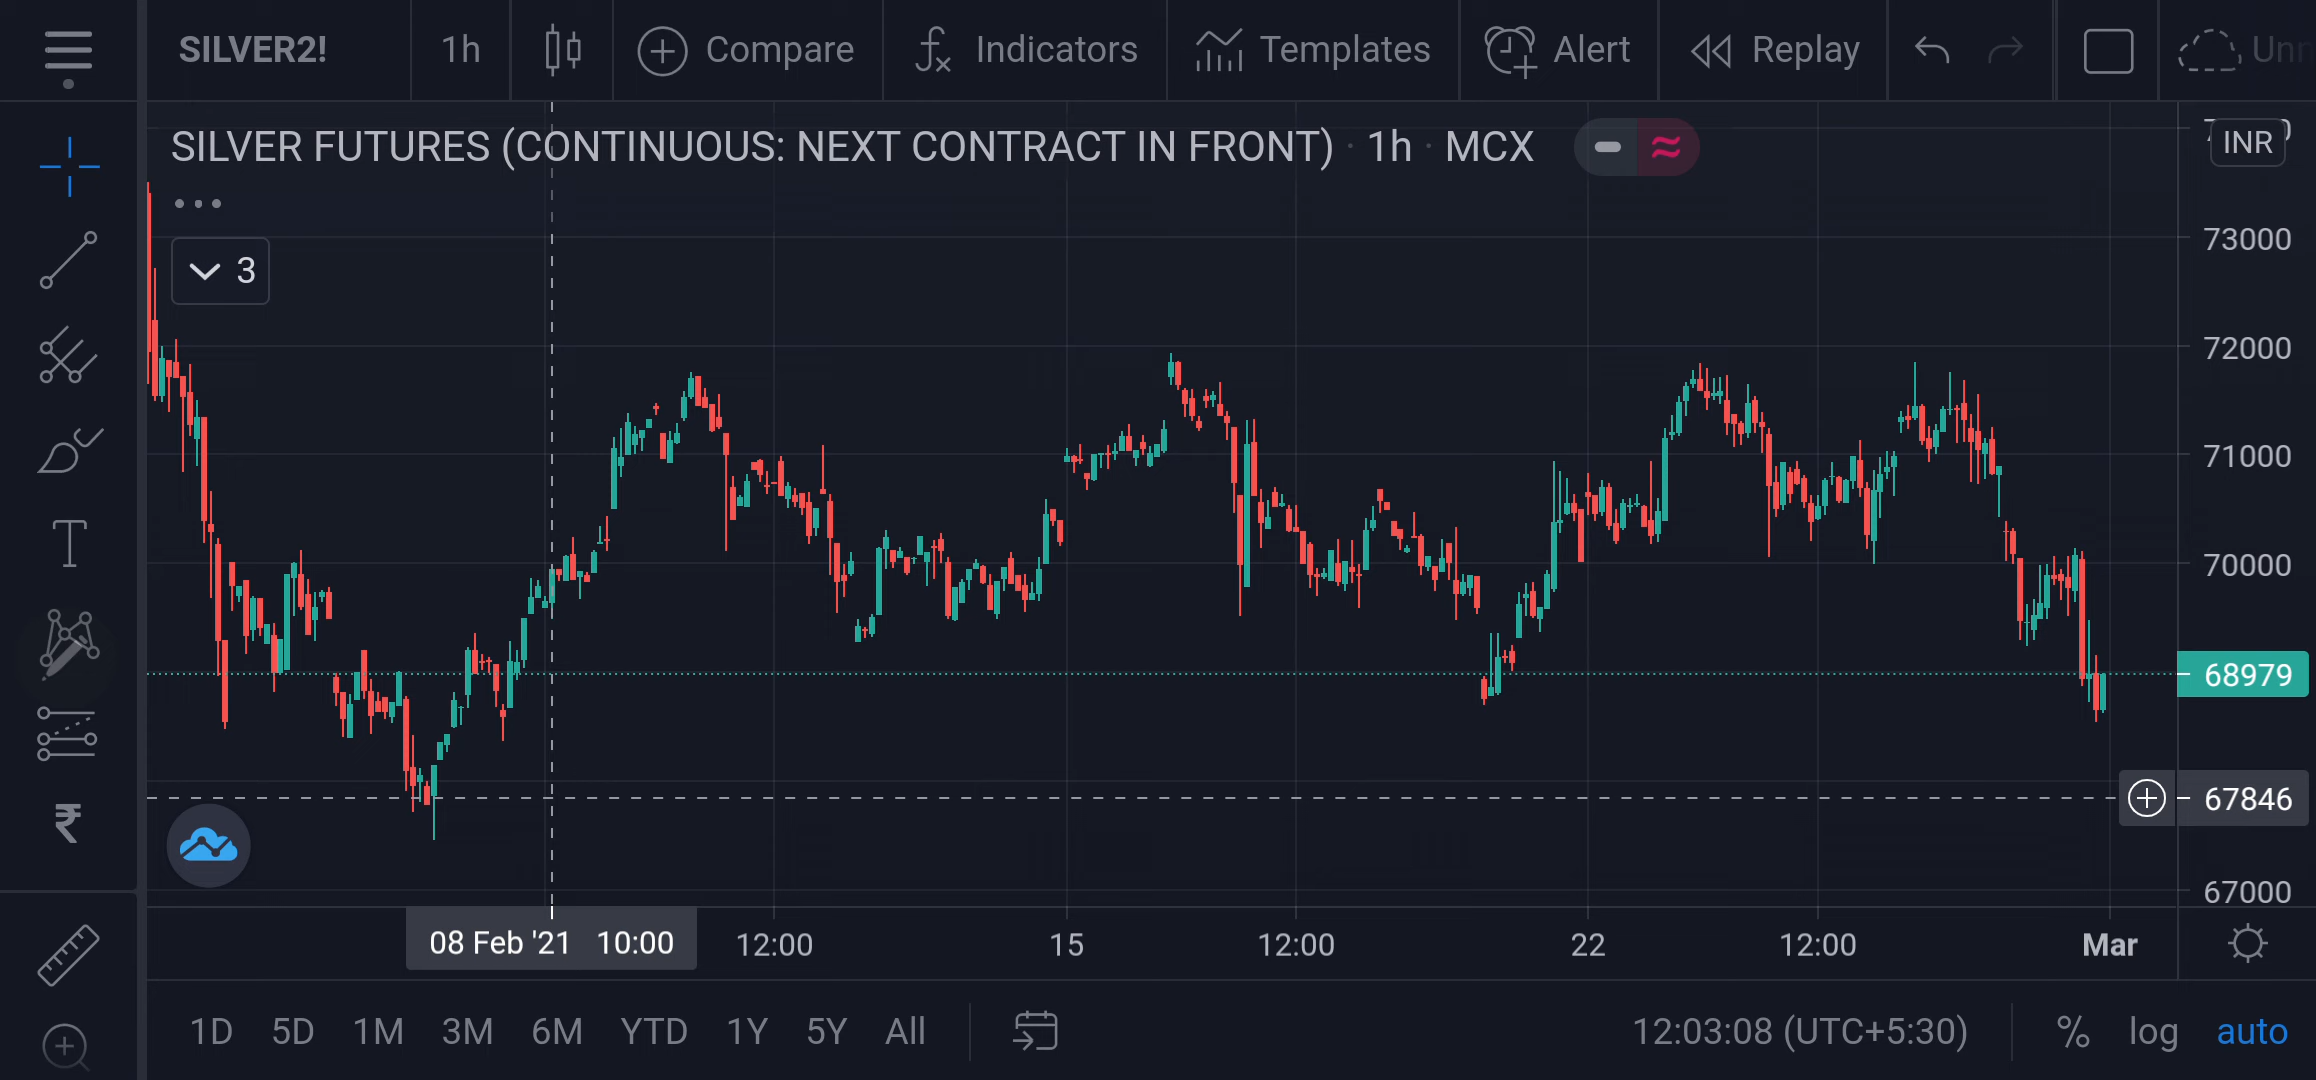 SILVER2!
1h
Compare
Indicators
Templates
Alert
Replay
SILVER FUTURES (CONTINUOUS: NEXT CONTRACT IN FRONT) · 1h · MCX
INR
3
73000
72000
71000
70000
68979
67846
67000
08 Feb '21 10:00
12:00
15
12:00
22
12:00
Mar
1D 5D 1M 3M 6M YTD 1Y 5Y All
12:03:08 (UTC+5:30)
% log auto